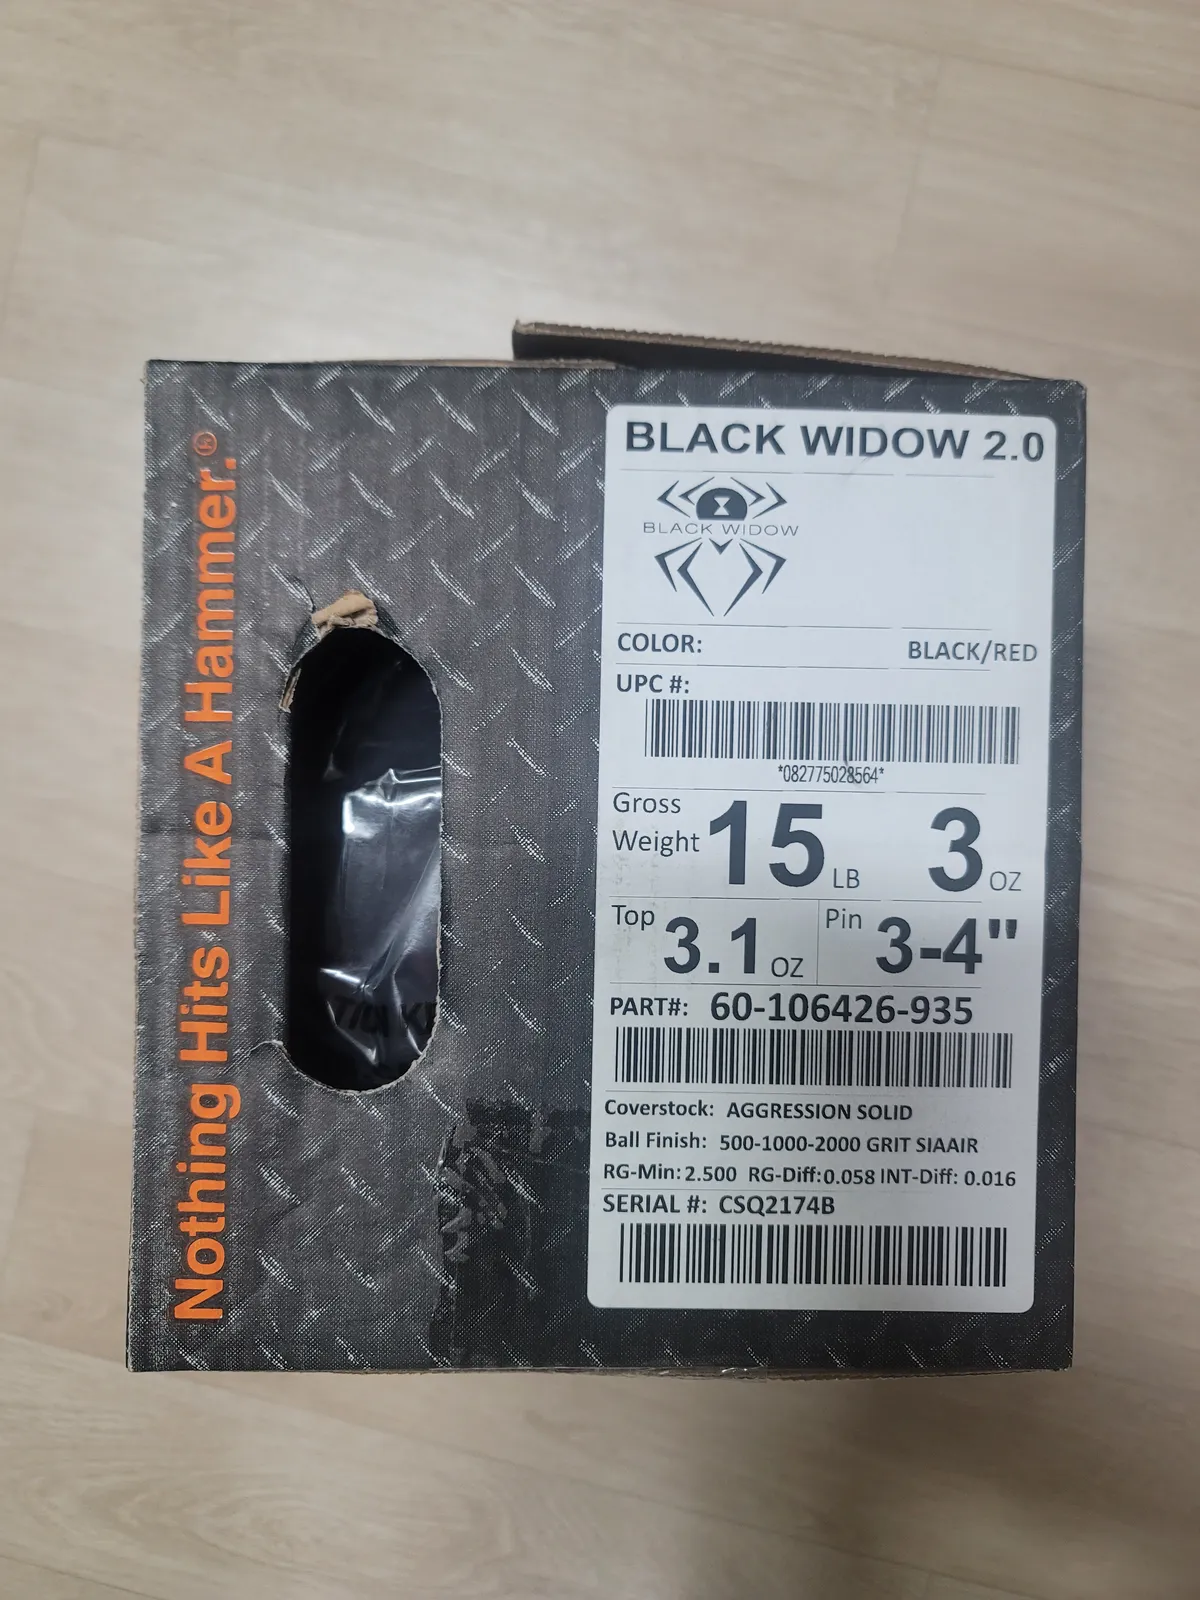 Nothing Hits Like A Hammer.®
BLACK WIDOW 2.0
BLACK WIDOW
COLOR: BLACK/RED
UPC #:
*082775028564*
Gross Weight 15 LB 3 OZ
Top 3.1 OZ Pin 3-4"
PART#: 60-106426-935
Coverstock: AGGRESSION SOLID
Ball Finish: 500-1000-2000 GRIT SIAAIR
RG-Min: 2.500 RG-Diff: 0.058 INT-Diff: 0.016
SERIAL #: CSQ2174B